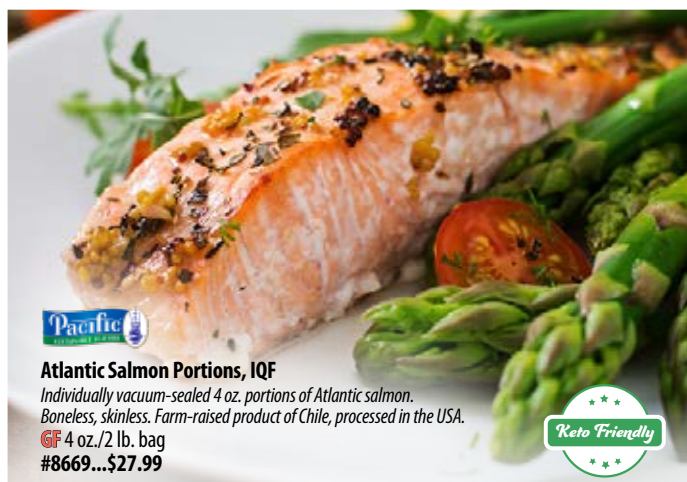 Pacific
Atlantic Salmon Portions, IQF
Individually vacuum-sealed 4 oz. portions of Atlantic salmon.
Boneless, skinless. Farm-raised product of Chile, processed in the USA.
GF 4 oz./2 lb. bag
#8669...$27.99
Keto Friendly